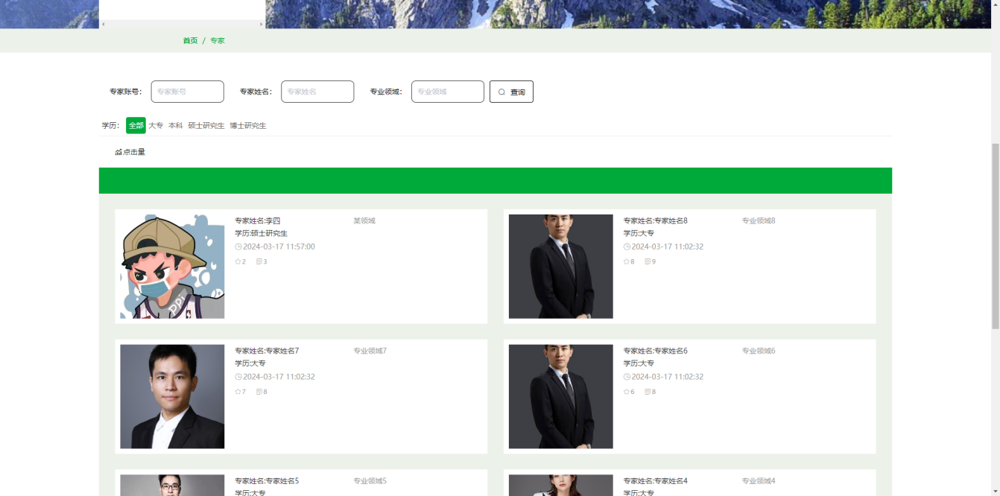 首页 / 专家
专家账号： 专家账号 专家姓名： 专家姓名 专业领域： 专业领域 查询
学历： 全部 大专 本科 硕士研究生 博士研究生
点击量
专家姓名:李四 某领域
学历:硕士研究生
2024-03-17 11:57:00
2 3
专家姓名:专家姓名8 专业领域8
学历:大专
2024-03-17 11:02:32
8 9
PPi
专家姓名:专家姓名7 专业领域7
学历:大专
2024-03-17 11:02:32
7 8
专家姓名:专家姓名6 专业领域6
学历:大专
2024-03-17 11:02:32
6 8
专家姓名:专家姓名5 专业领域5
学历:大专
专家姓名:专家姓名4 专业领域4
学历:大专